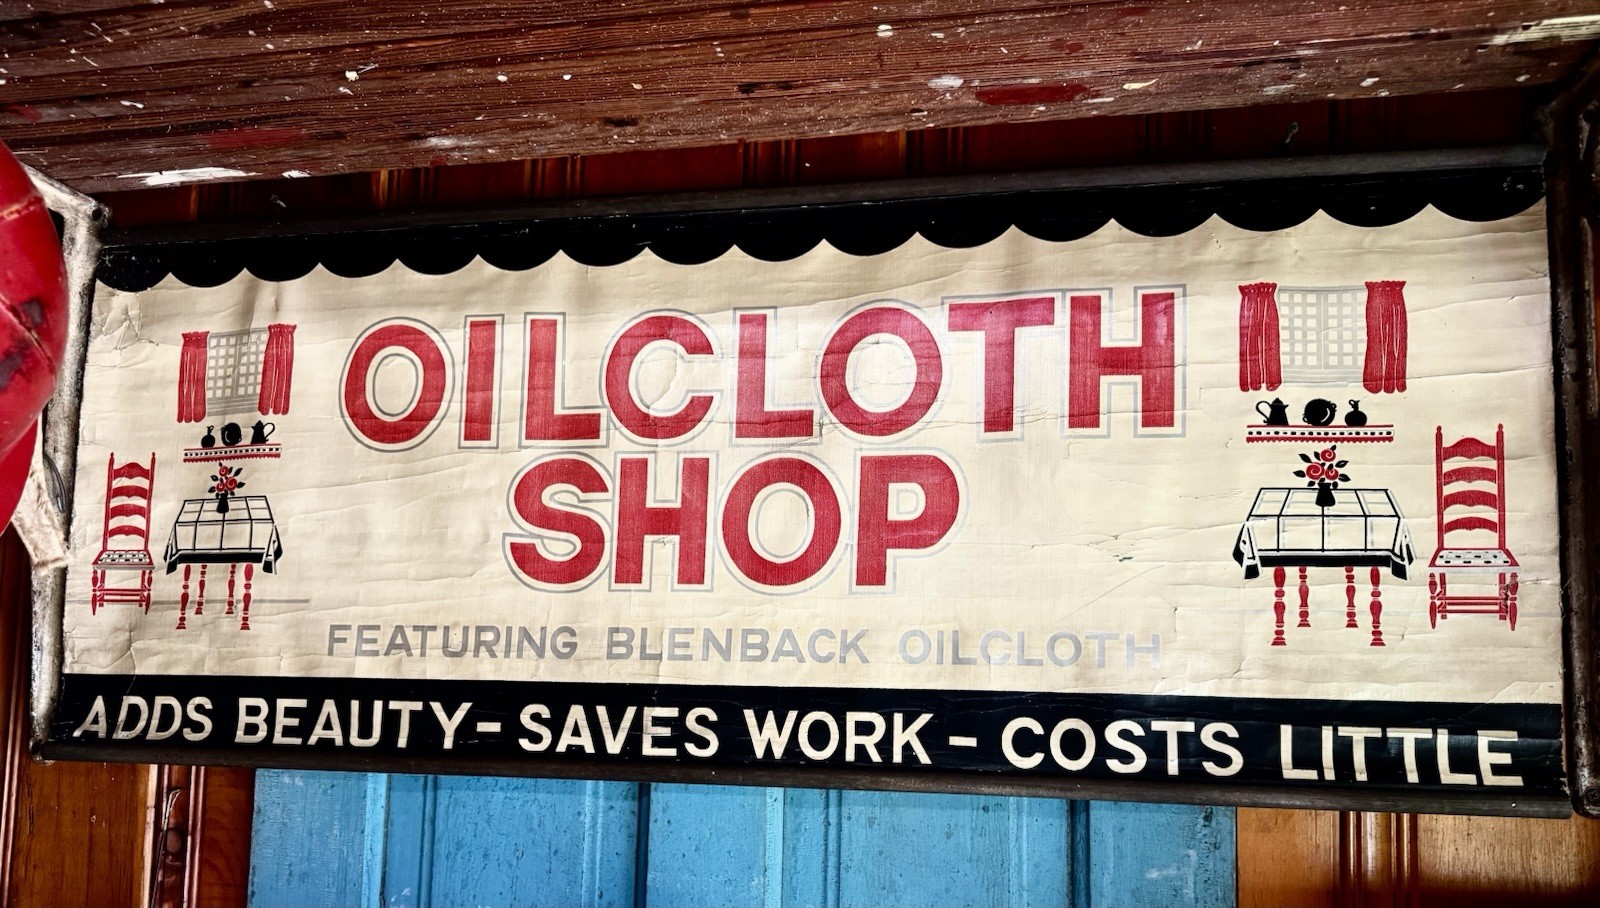 OILCLOTH
SHOP
FEATURING BLENBACK OILCLOTH
ADDS BEAUTY - SAVES WORK - COSTS LITTLE